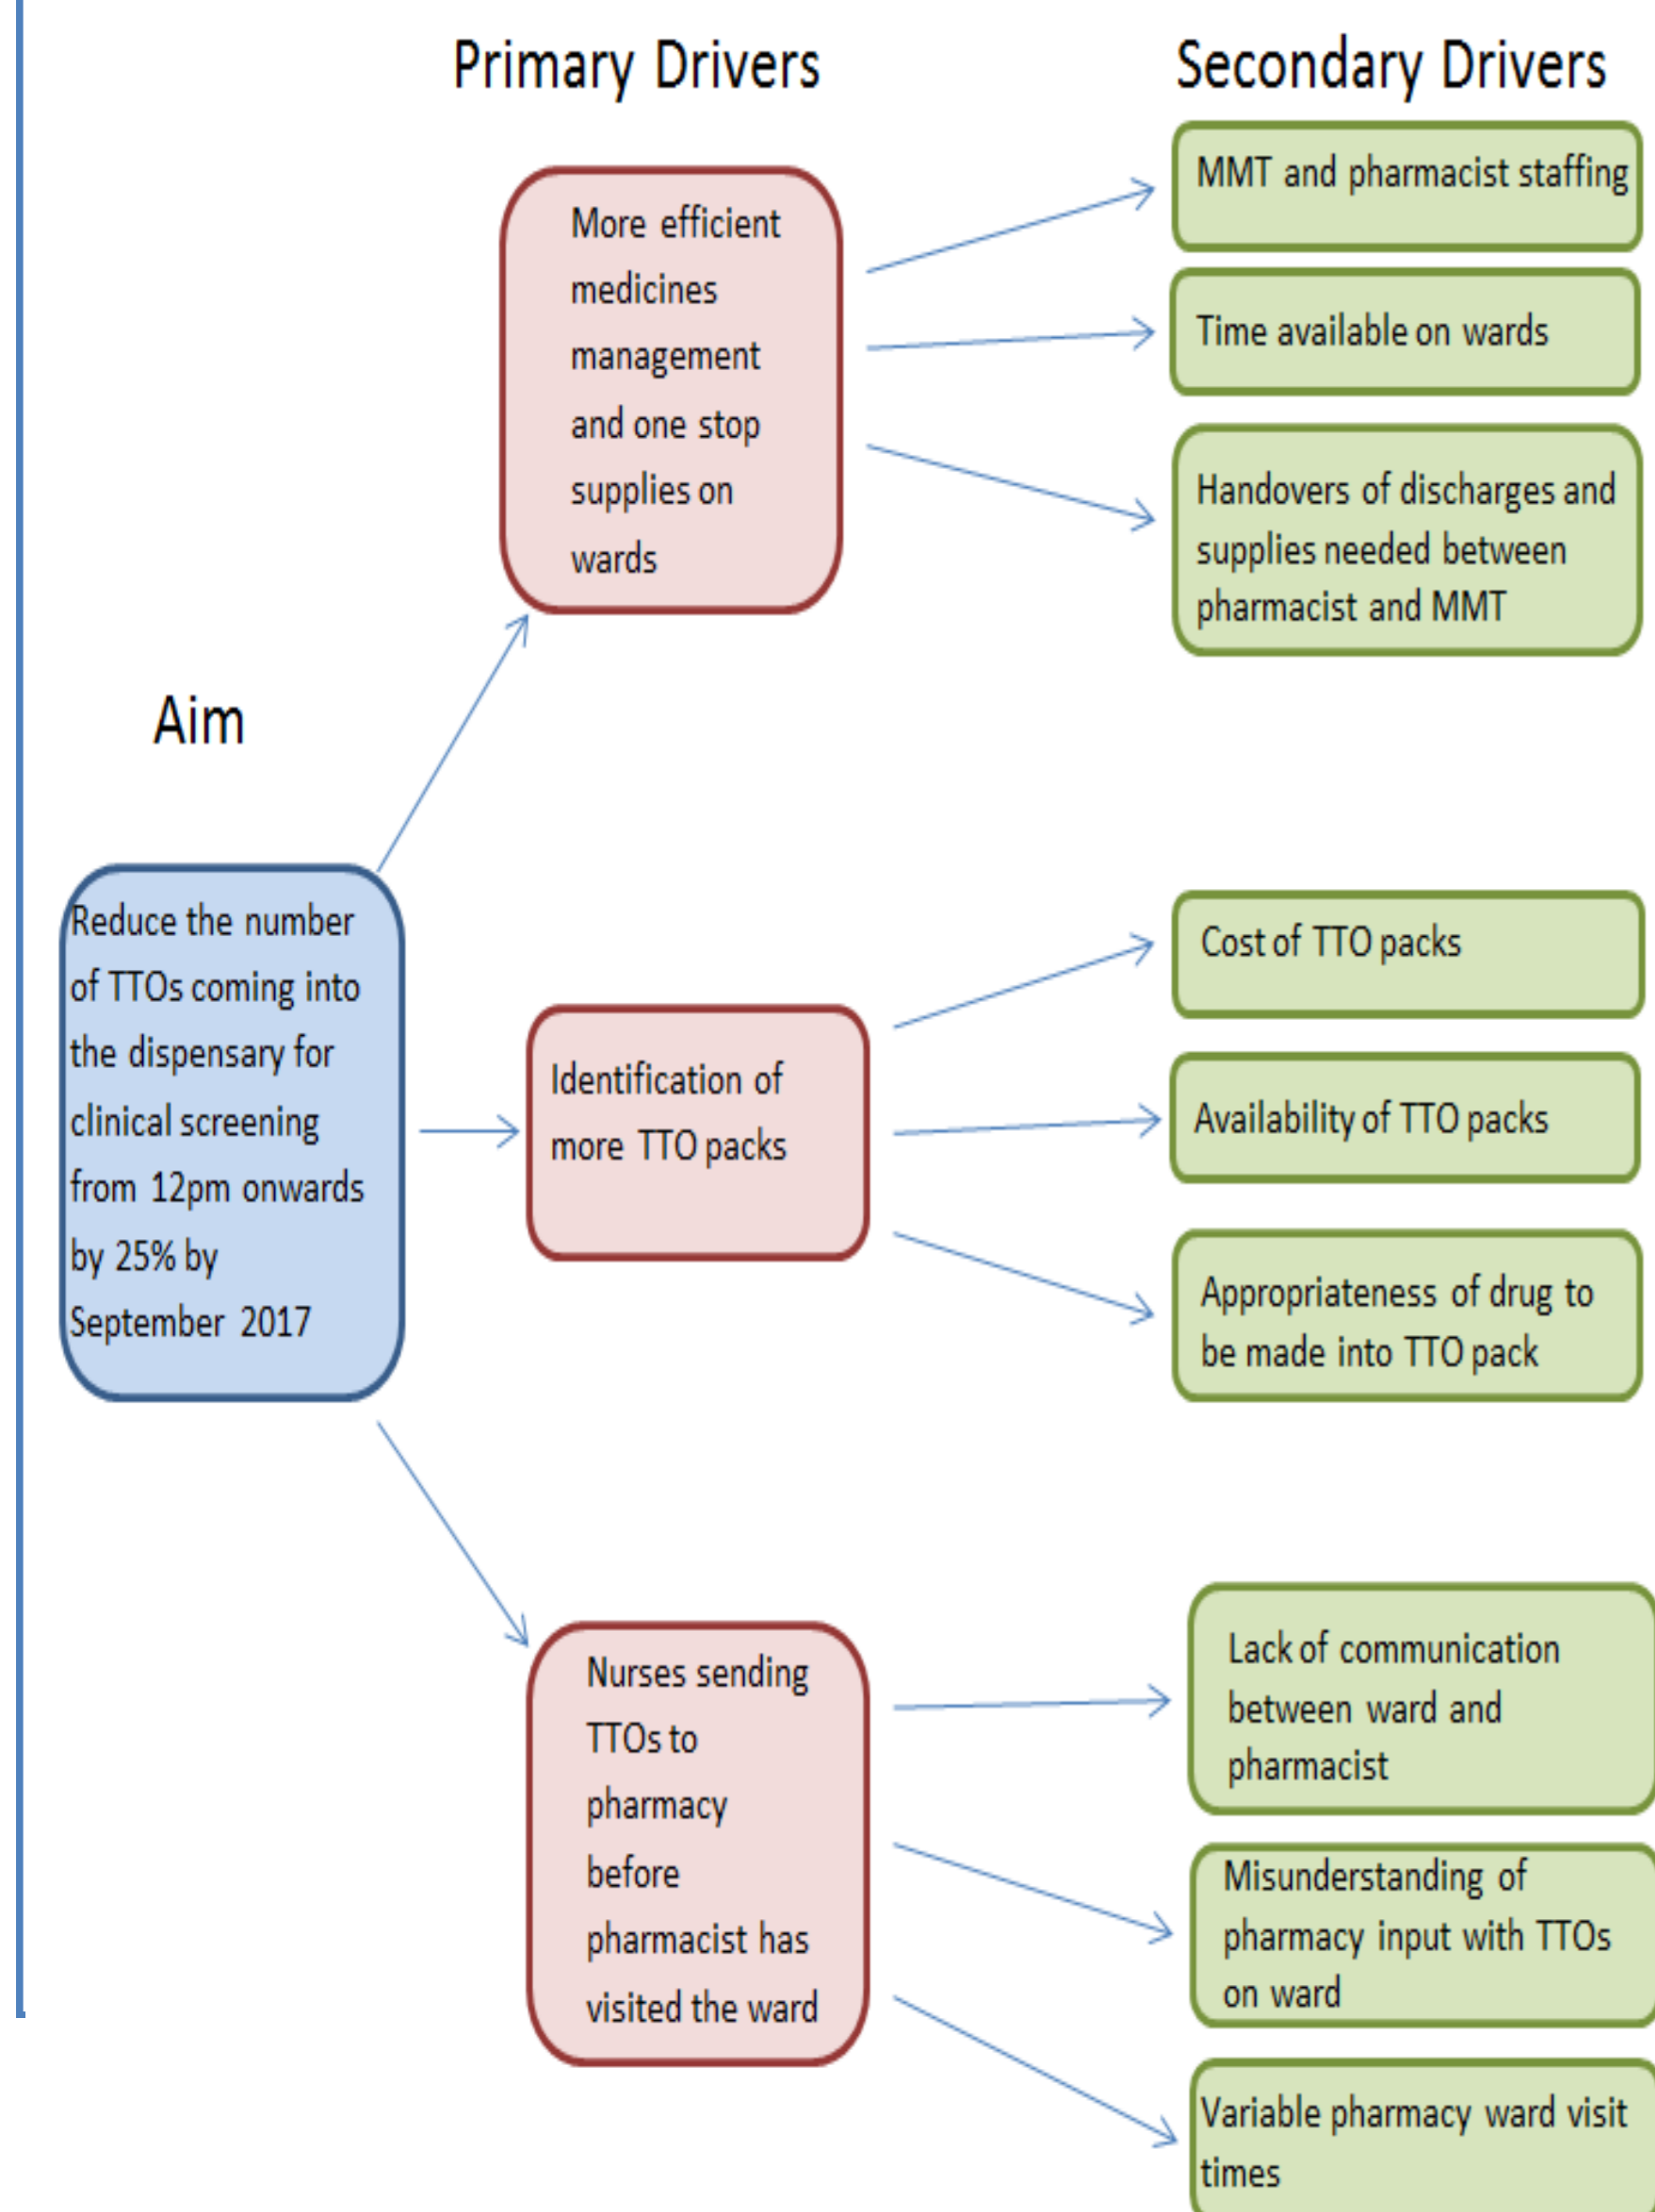 Primary Drivers
Secondary Drivers
Aim
Reduce the number
of TTOs coming into
the dispensary for
clinical screening
from 12pm onwards
by 25% by
September 2017
More efficient
medicines
management
and one stop
supplies on
wards
MMT and pharmacist staffing
Time available on wards
Handovers of discharges and
supplies needed between
pharmacist and MMT
Identification of
more TTO packs
Cost of TTO packs
Availability of TTO packs
Appropriateness of drug to
be made into TTO pack
Nurses sending
TTOs to
pharmacy
before
pharmacist has
visited the ward
Lack of communication
between ward and
pharmacist
Misunderstanding of
pharmacy input with TTOs
on ward
Variable pharmacy ward visit
times